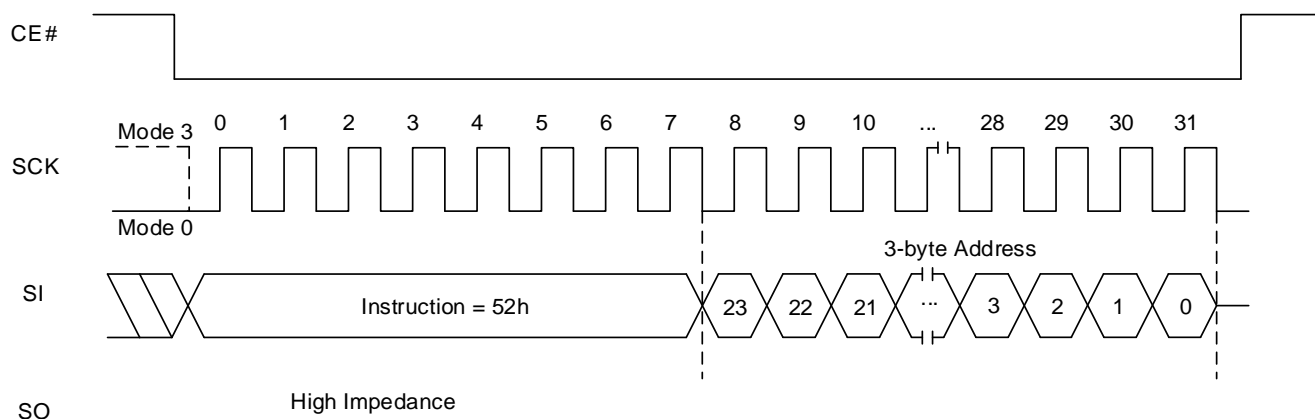 CE#
0 1 2 3 4 5 6 7 8 9 10 ... 28 29 30 31
Mode 3
SCK
Mode 0
3-byte Address
SI
Instruction = 52h 23 22 21 ... 3 2 1 0
High Impedance
SO